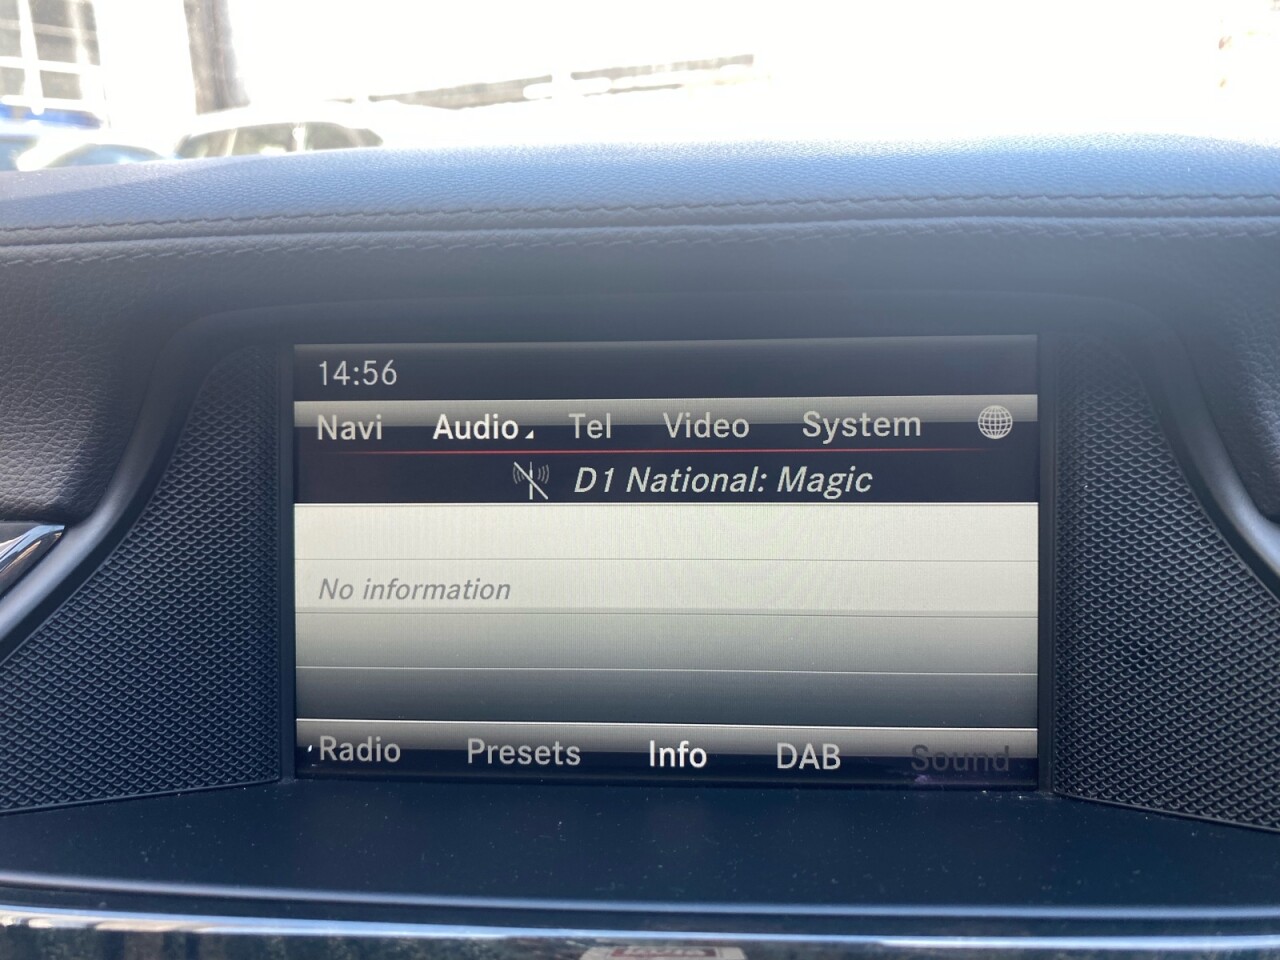 14:56
Navi Audio Tel Video System
D1 National: Magic
No information
Radio Presets Info DAB Sound